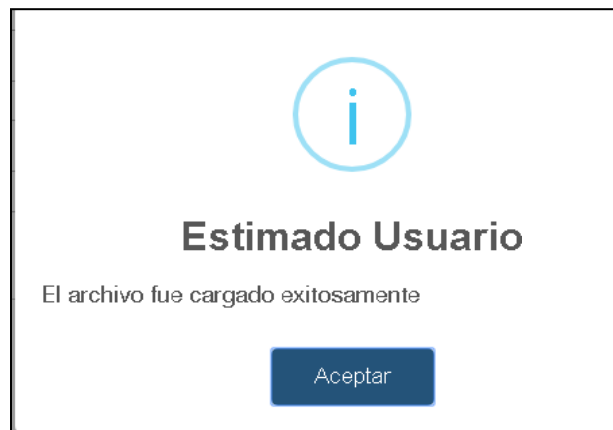 i
Estimado Usuario
El archivo fue cargado exitosamente
Aceptar